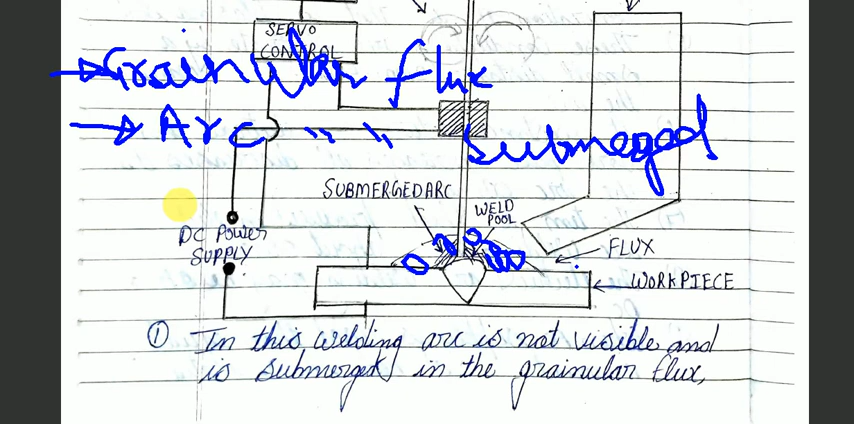 SERVO
CONTROL
→ Grainular flux
→ Arc " " Submeged
SUBMERGED ARC
WELD
POOL
DC POWER
SUPPLY
FLUX
WORKPIECE
① In this welding arc is not visible and
is submerged in the grainular flux,